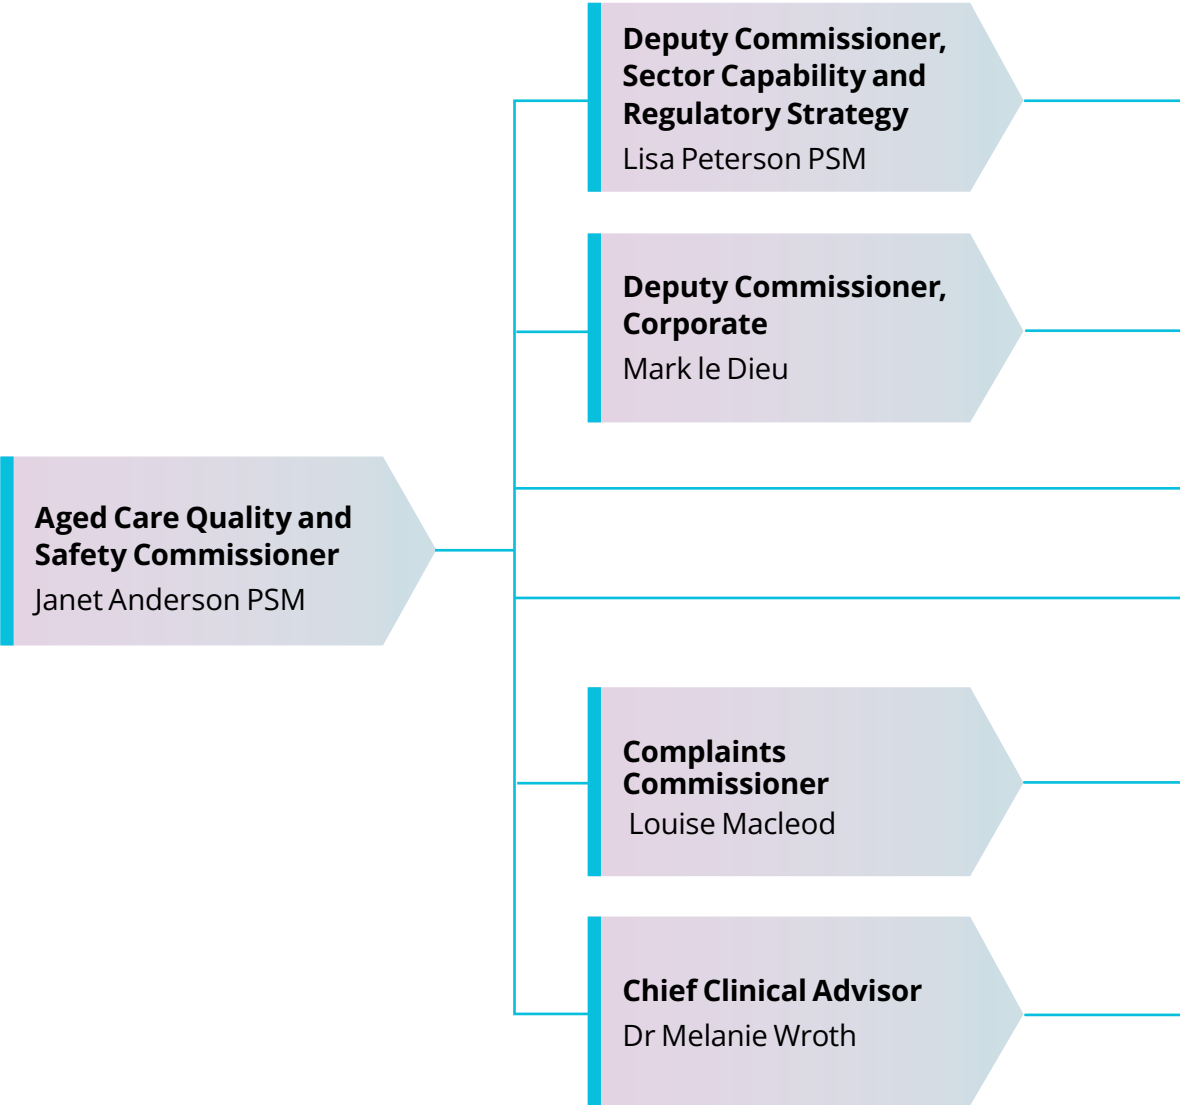 Deputy Commissioner,
Sector Capability and
Regulatory Strategy
Lisa Peterson PSM
Deputy Commissioner,
Corporate
Mark le Dieu
Aged Care Quality and
Safety Commissioner
Janet Anderson PSM
Complaints
Commissioner
Louise Macleod
Chief Clinical Advisor
Dr Melanie Wroth